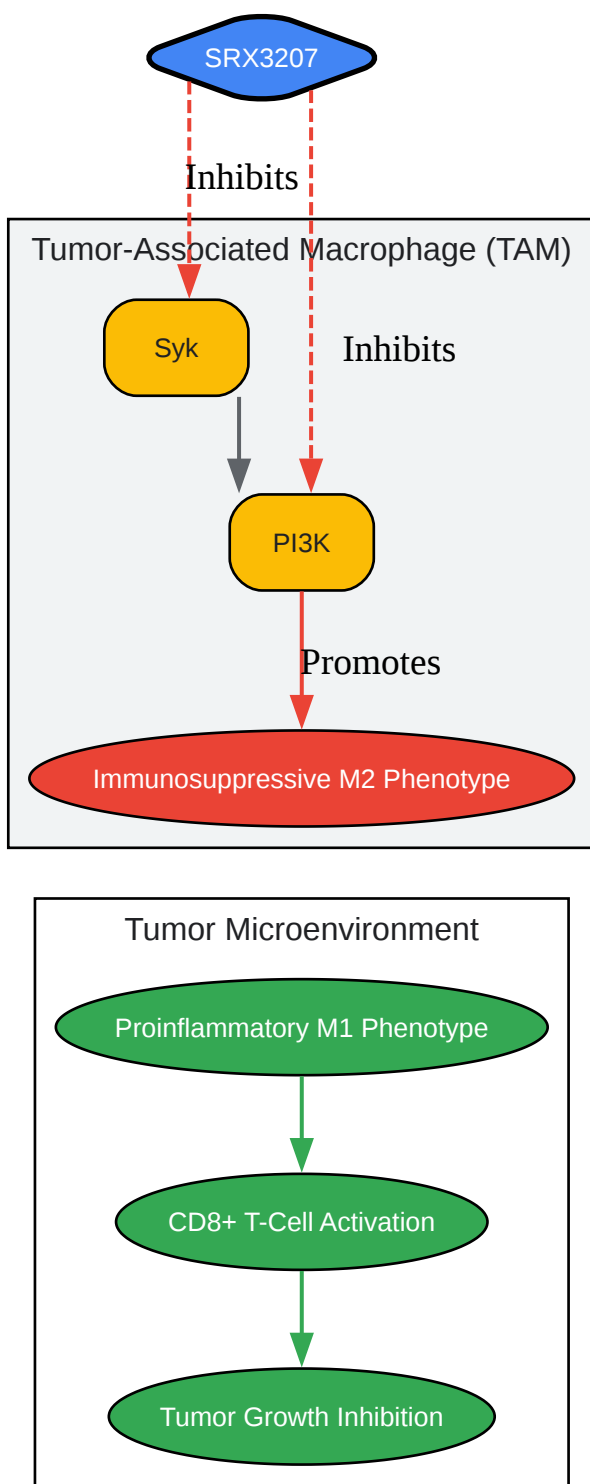 SRX3207
Inhibits
Tumor-Associated Macrophage (TAM)
Syk
Inhibits
PI3K
Promotes
Immunosuppressive M2 Phenotype
Tumor Microenvironment
Proinflammatory M1 Phenotype
CD8+ T-Cell Activation
Tumor Growth Inhibition